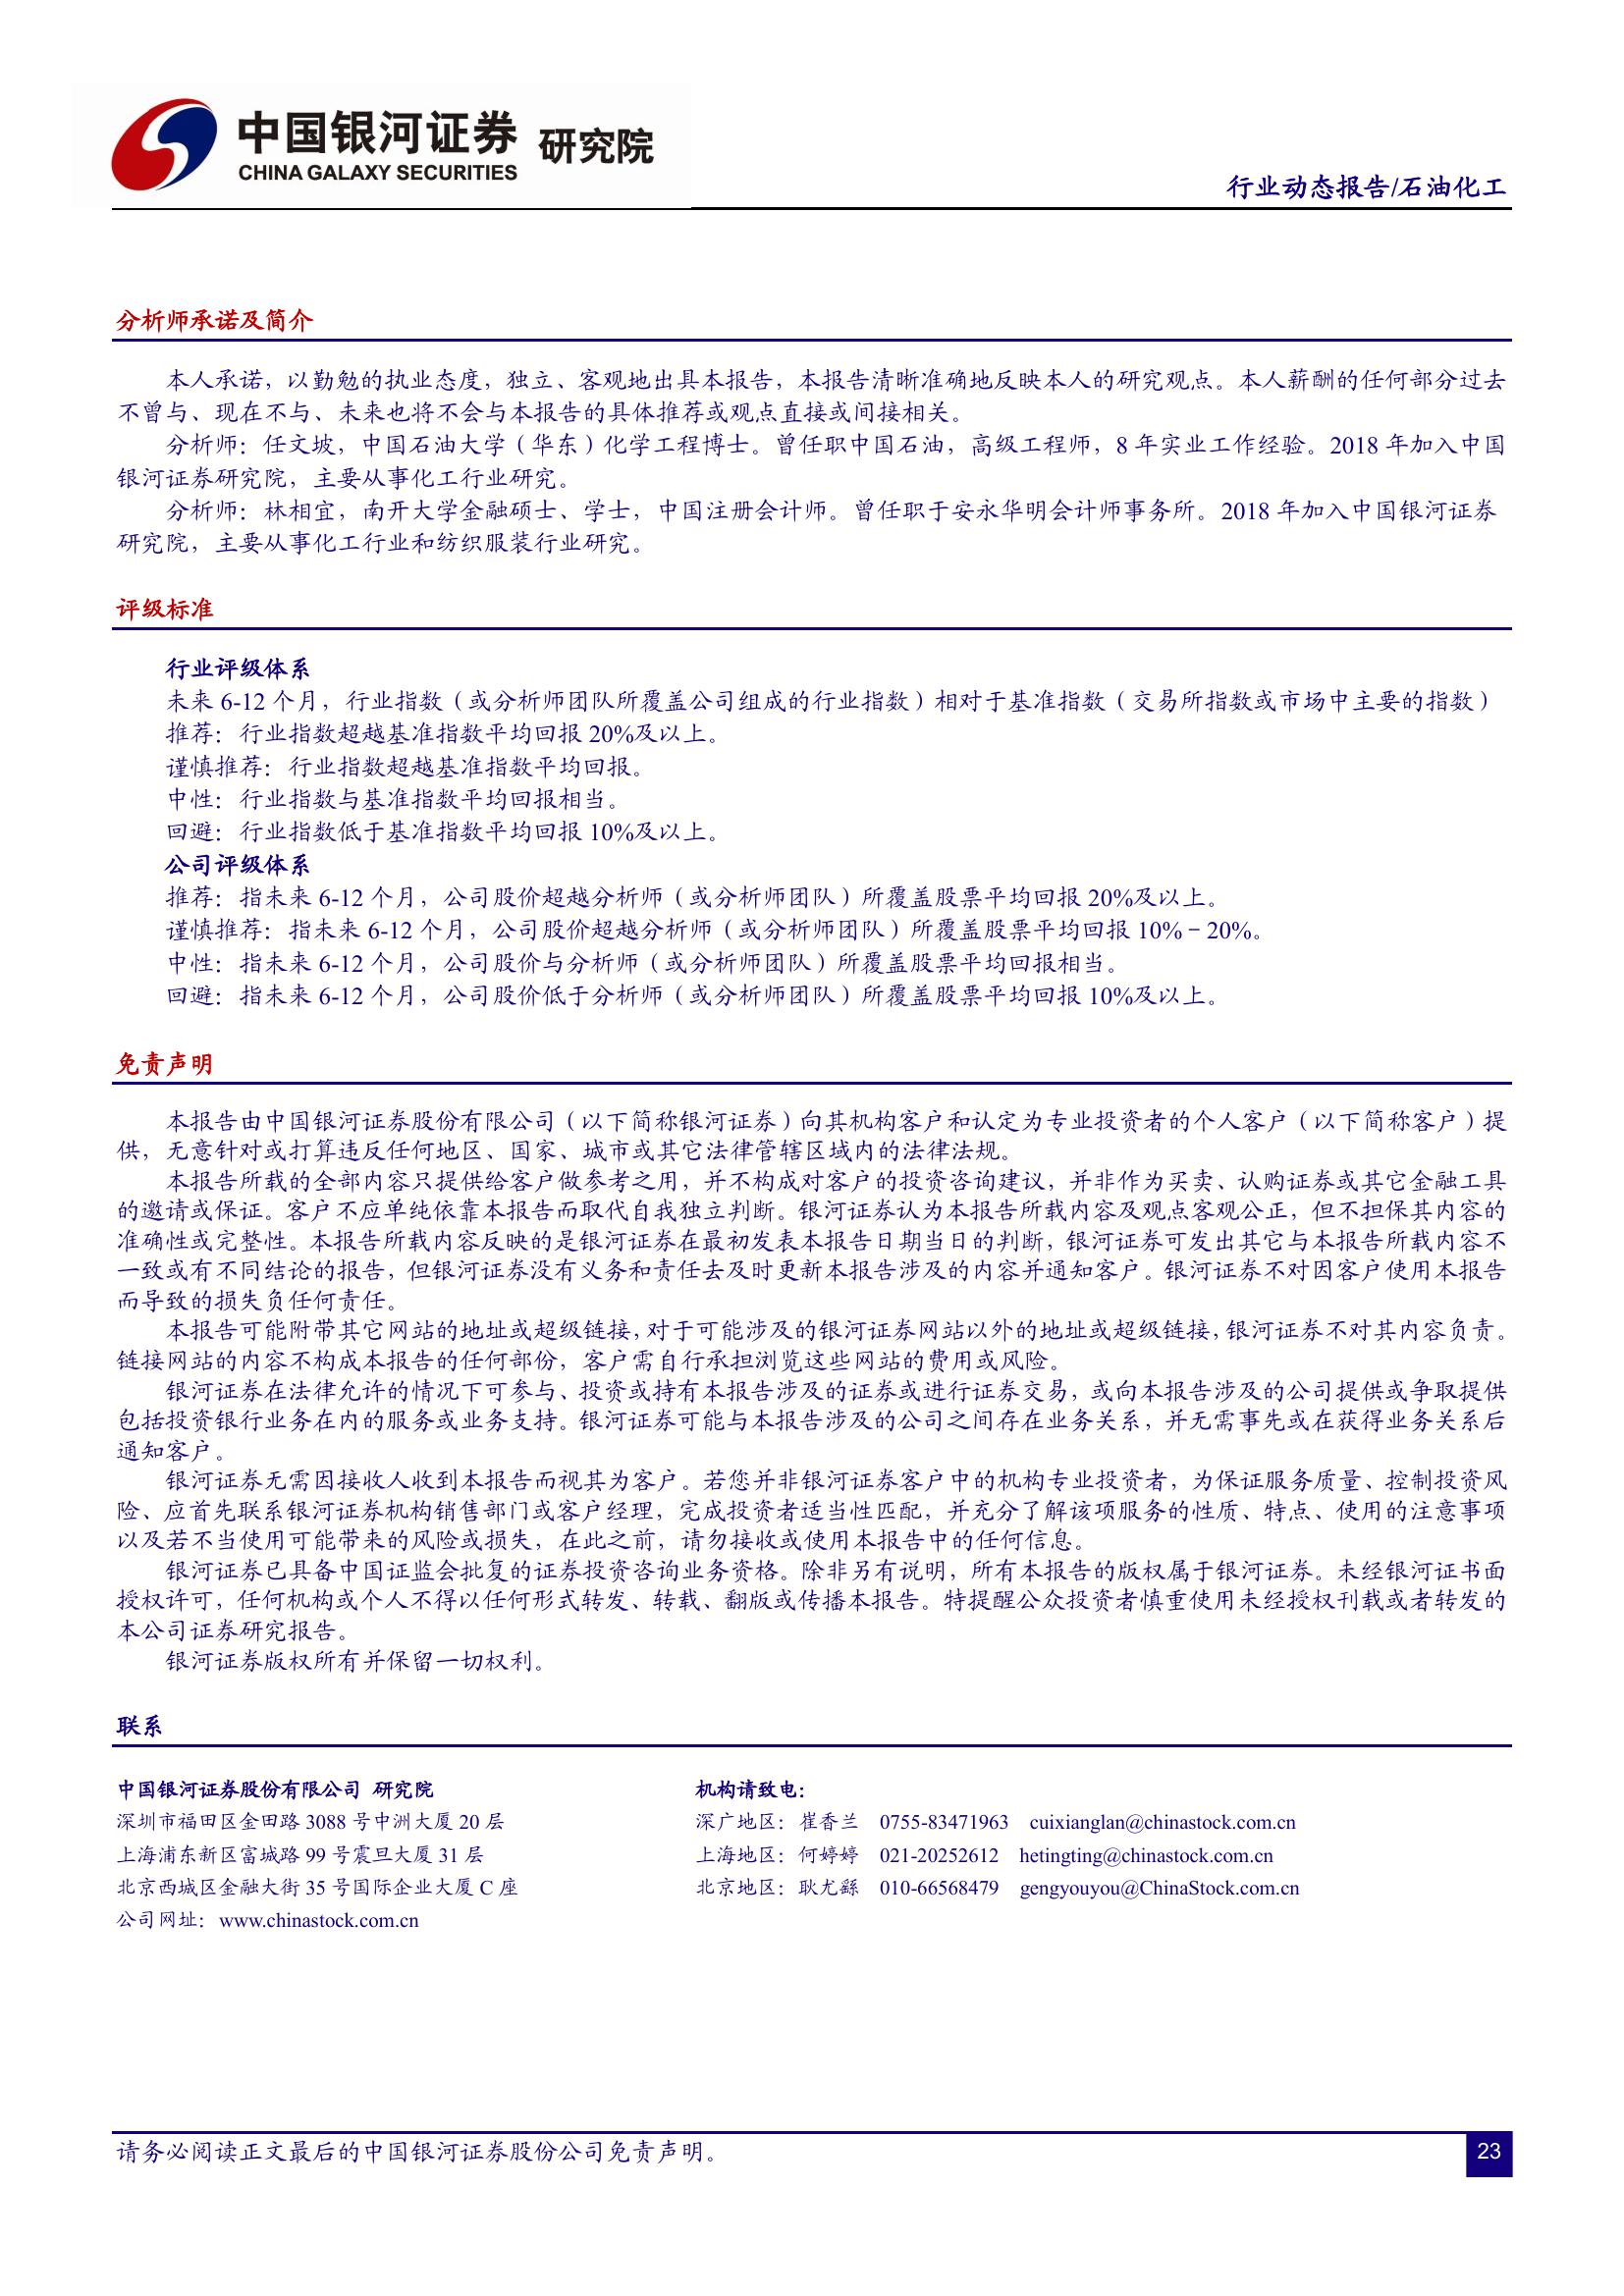 中国银河证券 研究院
CHINA GALAXY SECURITIES
行业动态报告/石油化工
分析师承诺及简介
本人承诺，以勤勉的执业态度，独立、客观地出具本报告，本报告清晰准确地反映本人的研究观点。本人薪酬的任何部分过去
不曾与、现在不与、未来也将不会与本报告的具体推荐或观点直接或间接相关。
分析师：任文坡，中国石油大学（华东）化学工程博士。曾任职中国石油，高级工程师，8 年实业工作经验。2018 年加入中国
银河证券研究院，主要从事化工行业研究。
分析师：林相宜，南开大学金融硕士、学士，中国注册会计师。曾任职于安永华明会计师事务所。2018 年加入中国银河证券
研究院，主要从事化工行业和纺织服装行业研究。
评级标准
行业评级体系
未来 6-12 个月，行业指数（或分析师团队所覆盖公司组成的行业指数）相对于基准指数（交易所指数或市场中主要的指数）
推荐：行业指数超越基准指数平均回报 20%及以上。
谨慎推荐：行业指数超越基准指数平均回报。
中性：行业指数与基准指数平均回报相当。
回避：行业指数低于基准指数平均回报 10%及以上。
公司评级体系
推荐：指未来 6-12 个月，公司股价超越分析师（或分析师团队）所覆盖股票平均回报 20%及以上。
谨慎推荐：指未来 6-12 个月，公司股价超越分析师（或分析师团队）所覆盖股票平均回报 10%－20%。
中性：指未来 6-12 个月，公司股价与分析师（或分析师团队）所覆盖股票平均回报相当。
回避：指未来 6-12 个月，公司股价低于分析师（或分析师团队）所覆盖股票平均回报 10%及以上。
免责声明
本报告由中国银河证券股份有限公司（以下简称银河证券）向其机构客户和认定为专业投资者的个人客户（以下简称客户）提
供，无意针对或打算违反任何地区、国家、城市或其它法律管辖区域内的法律法规。
本报告所载的全部内容只提供给客户做参考之用，并不构成对客户的投资咨询建议，并非作为买卖、认购证券或其它金融工具
的邀请或保证。客户不应单纯依靠本报告而取代自我独立判断。银河证券认为本报告所载内容及观点客观公正，但不担保其内容的
准确性或完整性。本报告所载内容反映的是银河证券在最初发表本报告日期当日的判断，银河证券可发出其它与本报告所载内容不
一致或有不同结论的报告，但银河证券没有义务和责任去及时更新本报告涉及的内容并通知客户。银河证券不对因客户使用本报告
而导致的损失负任何责任。
本报告可能附带其它网站的地址或超级链接，对于可能涉及的银河证券网站以外的地址或超级链接，银河证券不对其内容负责。
链接网站的内容不构成本报告的任何部份，客户需自行承担浏览这些网站的费用或风险。
银河证券在法律允许的情况下可参与、投资或持有本报告涉及的证券或进行证券交易，或向本报告涉及的公司提供或争取提供
包括投资银行业务在内的服务或业务支持。银河证券可能与本报告涉及的公司之间存在业务关系，并无需事先或在获得业务关系后
通知客户。
银河证券无需因接收人收到本报告而视其为客户。若您并非银河证券客户中的机构专业投资者，为保证服务质量、控制投资风
险、应首先联系银河证券机构销售部门或客户经理，完成投资者适当性匹配，并充分了解该项服务的性质、特点、使用的注意事项
以及若不当使用可能带来的风险或损失，在此之前，请勿接收或使用本报告中的任何信息。
银河证券已具备中国证监会批复的证券投资咨询业务资格。除非另有说明，所有本报告的版权属于银河证券。未经银河证书面
授权许可，任何机构或个人不得以任何形式转发、转载、翻版或传播本报告。特提醒公众投资者慎重使用未经授权刊载或者转发的
本公司证券研究报告。
银河证券版权所有并保留一切权利。
联系
中国银河证券股份有限公司 研究院
深圳市福田区金田路 3088 号中洲大厦 20 层
上海浦东新区富城路 99 号震旦大厦 31 层
北京西城区金融大街 35 号国际企业大厦 C 座
公司网址：www.chinastock.com.cn
机构请致电：
深广地区：崔香兰 0755-83471963 cuixianglan@chinastock.com.cn
上海地区：何婷婷 021-20252612 hetingting@chinastock.com.cn
北京地区：耿尤繇 010-66568479 gengyouyou@ChinaStock.com.cn
请务必阅读正文最后的中国银河证券股份公司免责声明。
23